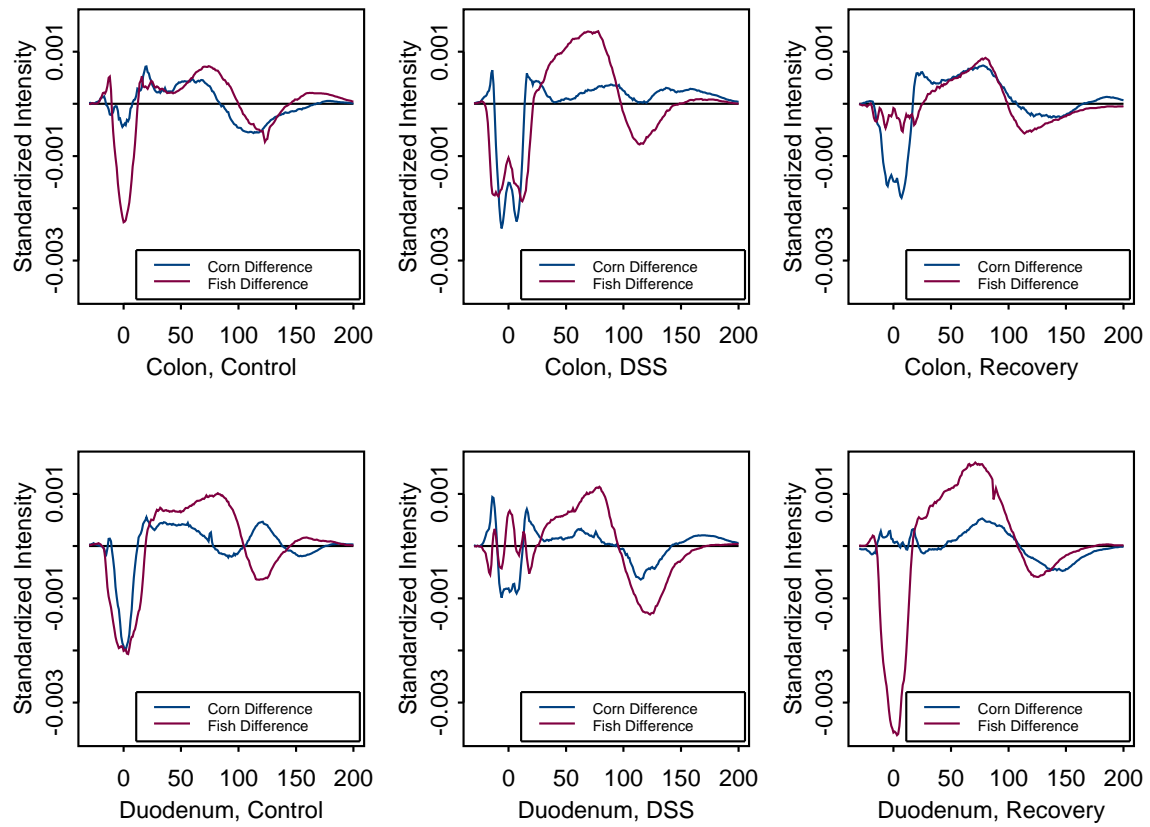 Standardized Intensity
0.001
-0.001
-0.003
Corn Difference
Fish Difference
0 50 100 150 200
Colon, Control
Standardized Intensity
0.001
-0.001
-0.003
Corn Difference
Fish Difference
0 50 100 150 200
Colon, DSS
Standardized Intensity
0.001
-0.001
-0.003
Corn Difference
Fish Difference
0 50 100 150 200
Colon, Recovery
Standardized Intensity
0.001
-0.001
-0.003
Corn Difference
Fish Difference
0 50 100 150 200
Duodenum, Control
Standardized Intensity
0.001
-0.001
-0.003
Corn Difference
Fish Difference
0 50 100 150 200
Duodenum, DSS
Standardized Intensity
0.001
-0.001
-0.003
Corn Difference
Fish Difference
0 50 100 150 200
Duodenum, Recovery